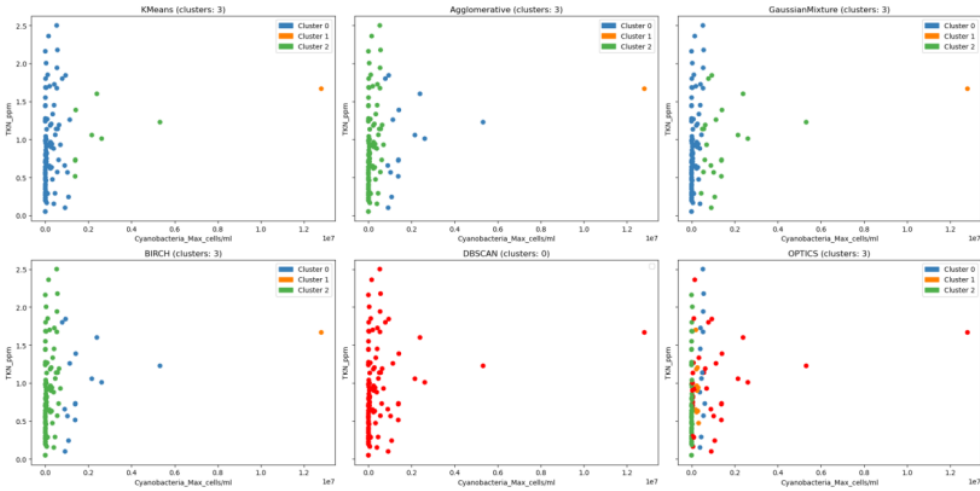 KMeans (clusters: 3)
Agglomerative (clusters: 3)
GaussianMixture (clusters: 3)
2.5
2.0
1.5
1.0
0.5
0.0
TKN_ppm
Cluster 0
Cluster 1
Cluster 2
TKN_ppm
Cluster 0
Cluster 1
Cluster 2
TKN_ppm
Cluster 0
Cluster 1
Cluster 2
0.0 0.2 0.4 0.6 0.8 1.0 1.2
1e7
Cyanobacteria_Max_cells/ml
0.0 0.2 0.4 0.6 0.8 1.0 1.2
1e7
Cyanobacteria_Max_cells/ml
0.0 0.2 0.4 0.6 0.8 1.0 1.2
1e7
Cyanobacteria_Max_cells/ml
BIRCH (clusters: 3)
DBSCAN (clusters: 0)
OPTICS (clusters: 3)
2.5
2.0
1.5
1.0
0.5
0.0
TKN_ppm
Cluster 0
Cluster 1
Cluster 2
TKN_ppm
TKN_ppm
Cluster 0
Cluster 1
Cluster 2
0.0 0.2 0.4 0.6 0.8 1.0 1.2
1e7
Cyanobacteria_Max_cells/ml
0.0 0.2 0.4 0.6 0.8 1.0 1.2
1e7
Cyanobacteria_Max_cells/ml
0.0 0.2 0.4 0.6 0.8 1.0 1.2
1e7
Cyanobacteria_Max_cells/ml